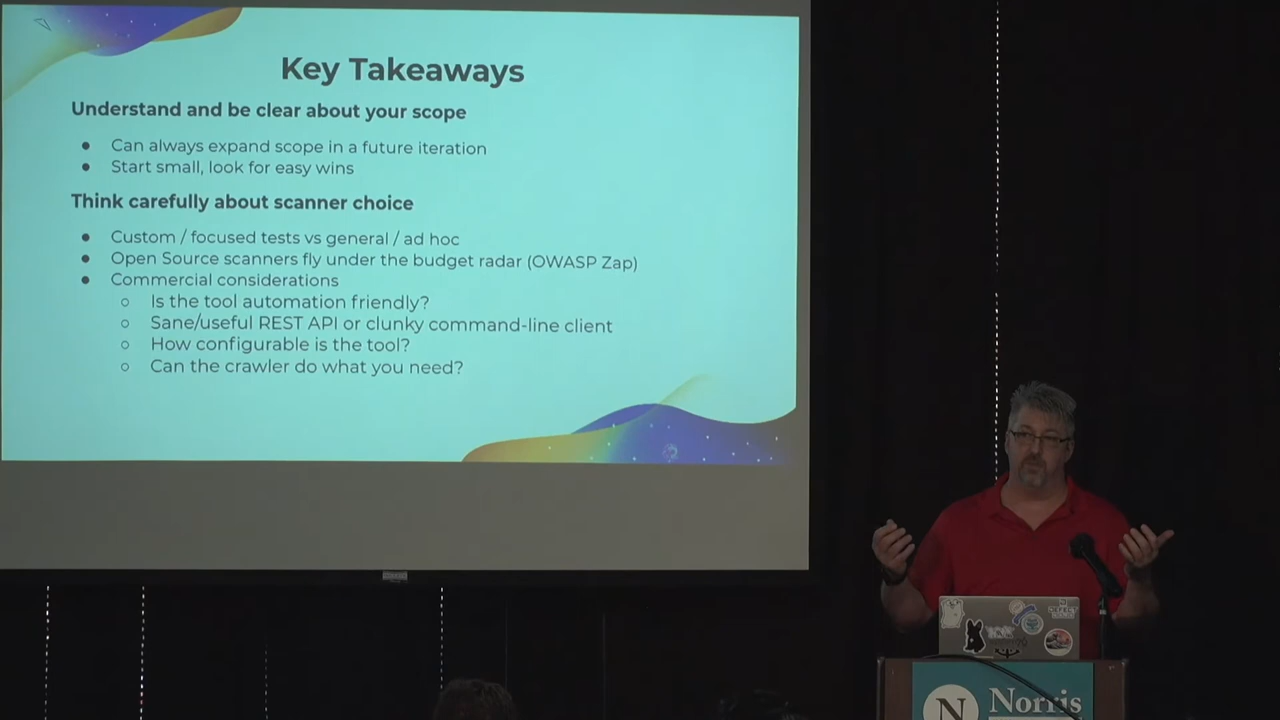 Key Takeaways
Understand and be clear about your scope
● Can always expand scope in a future iteration
● Start small, look for easy wins
Think carefully about scanner choice
● Custom / focused tests vs general / ad hoc
● Open Source scanners fly under the budget radar (OWASP Zap)
● Commercial considerations
○ Is the tool automation friendly?
○ Sane/useful REST API or clunky command-line client
○ How configurable is the tool?
○ Can the crawler do what you need?
N Norris